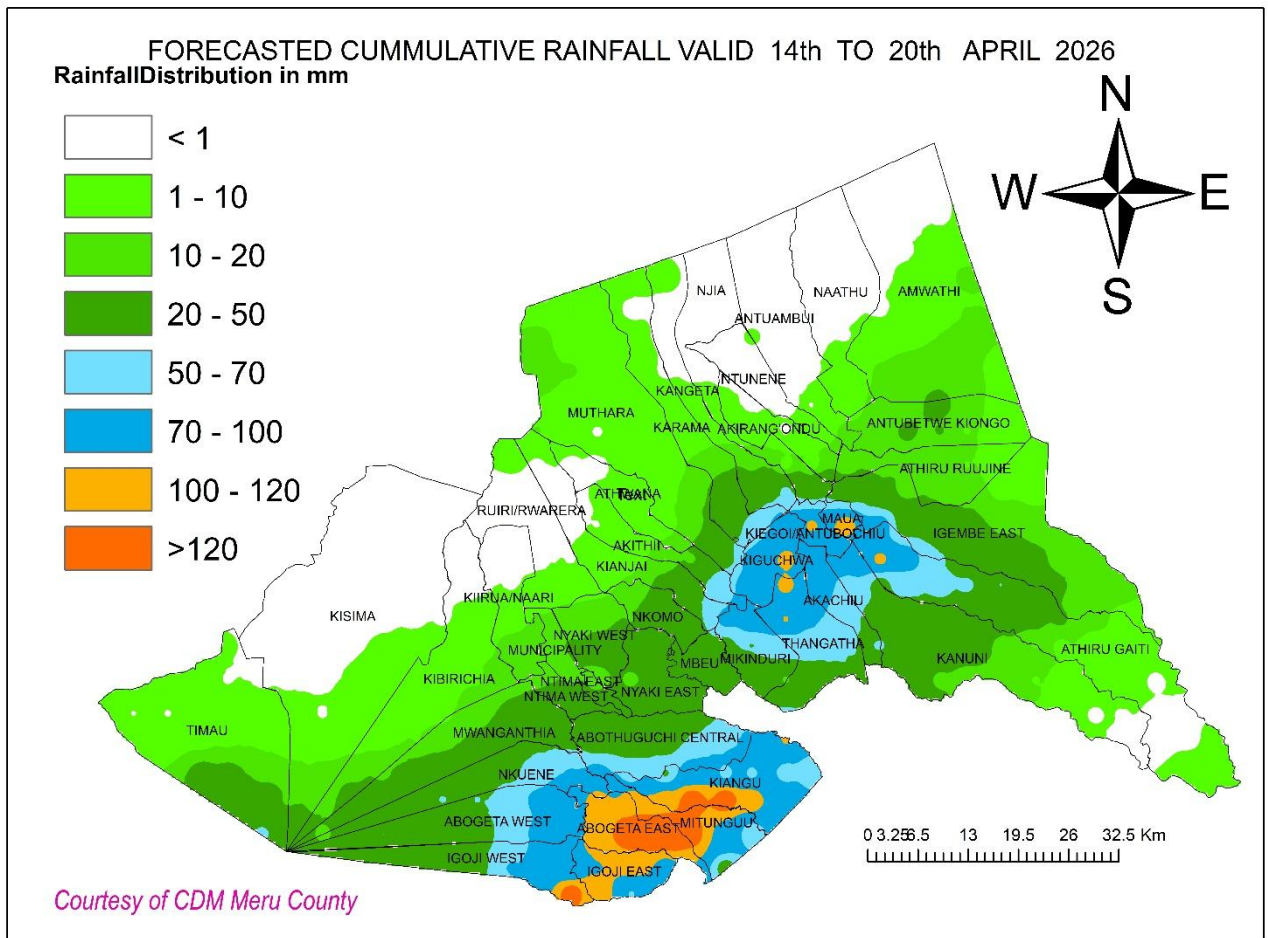 FORECASTED CUMMULATIVE RAINFALL VALID 14th TO 20th APRIL 2026
RainfallDistribution in mm
< 1
1 - 10
10 - 20
20 - 50
50 - 70
70 - 100
100 - 120
>120
N
W E
S
NJIA
NAATHU
AMWATHI
ANTUAMBUI
NTUNENE
KANGETA
MUTHARA
KARAMA
AKIRANG'ONDU
ANTUBETWE KIONGO
ATHIRU RUUJINE
ATHWANA
Text
RUIRI/RWARERA
MAUA
KIEGOI/ANTUBOCHIU
IGEMBE EAST
AKITHII
KIANJAI
KIGUCHWA
KIIRUA/NAARI
AKACHIU
KISIMA
NKOMO
NYAKI WEST
MUNICIPALITY
MBEU
MIKINDURI
THANGATHA
KANUNI
ATHIRU GAITI
KIBIRICHIA
NTIMA EAST
NTIMA WEST
NYAKI EAST
TIMAU
MWANGANTHIA
ABOTHUGUCHI CENTRAL
NKUENE
KIANGU
ABOGETA WEST
ABOGETA EAST
MITUNGUU
IGOJI WEST
IGOJI EAST
0 3.256.5 13 19.5 26 32.5 Km
Courtesy of CDM Meru County